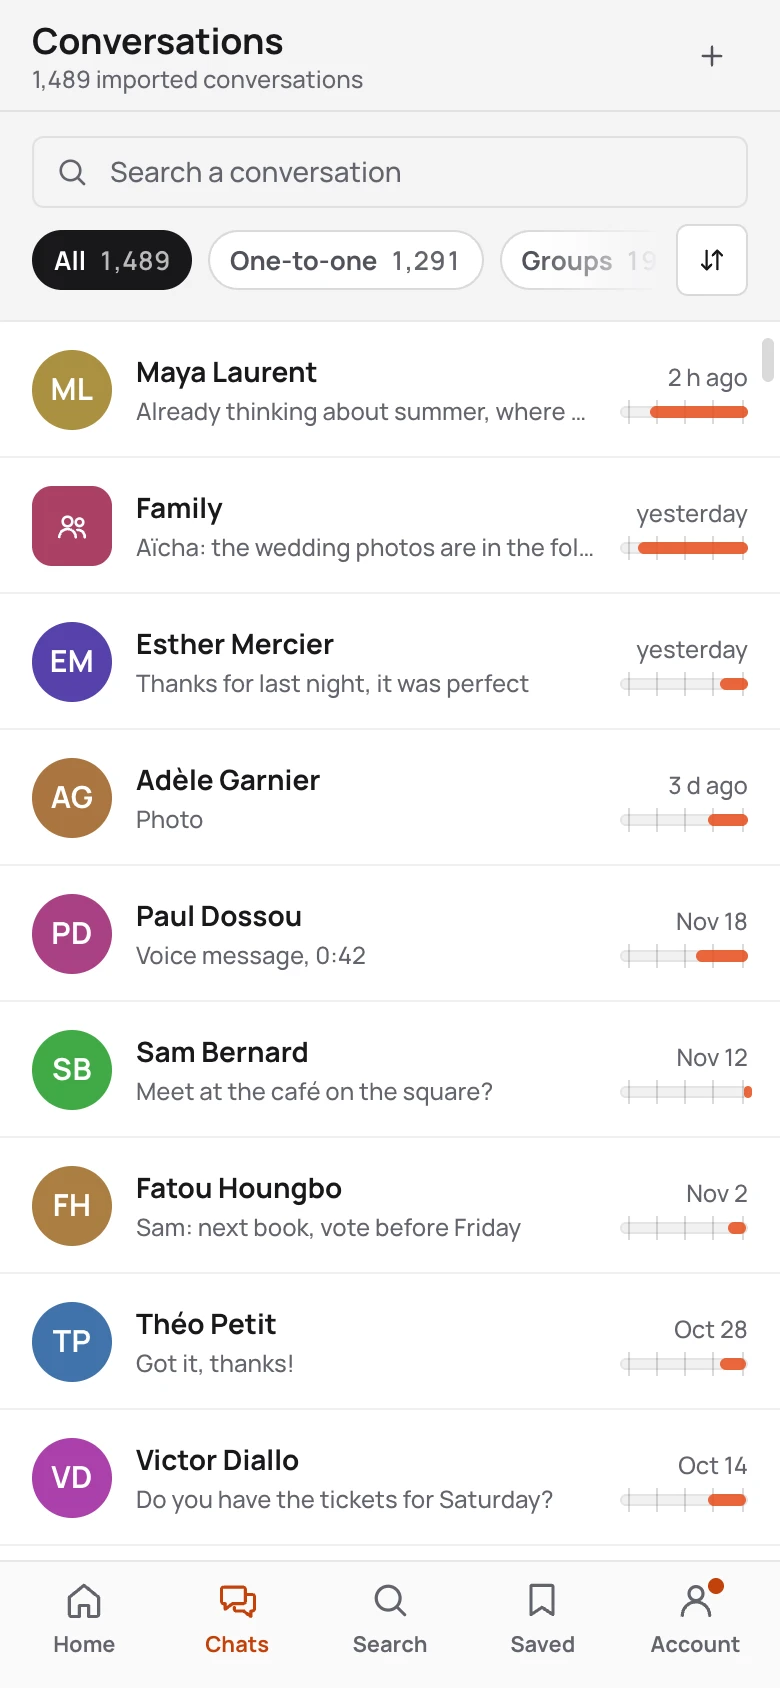 Conversations
1,489 imported conversations
Search a conversation
All 1,489
One-to-one 1,291
Groups 19
ML
Maya Laurent
2 h ago
Already thinking about summer, where ...
Family
yesterday
Aïcha: the wedding photos are in the fol...
EM
Esther Mercier
yesterday
Thanks for last night, it was perfect
AG
Adèle Garnier
3 d ago
Photo
PD
Paul Dossou
Nov 18
Voice message, 0:42
SB
Sam Bernard
Nov 12
Meet at the café on the square?
FH
Fatou Houngbo
Nov 2
Sam: next book, vote before Friday
TP
Théo Petit
Oct 28
Got it, thanks!
VD
Victor Diallo
Oct 14
Do you have the tickets for Saturday?
Home
Chats
Search
Saved
Account